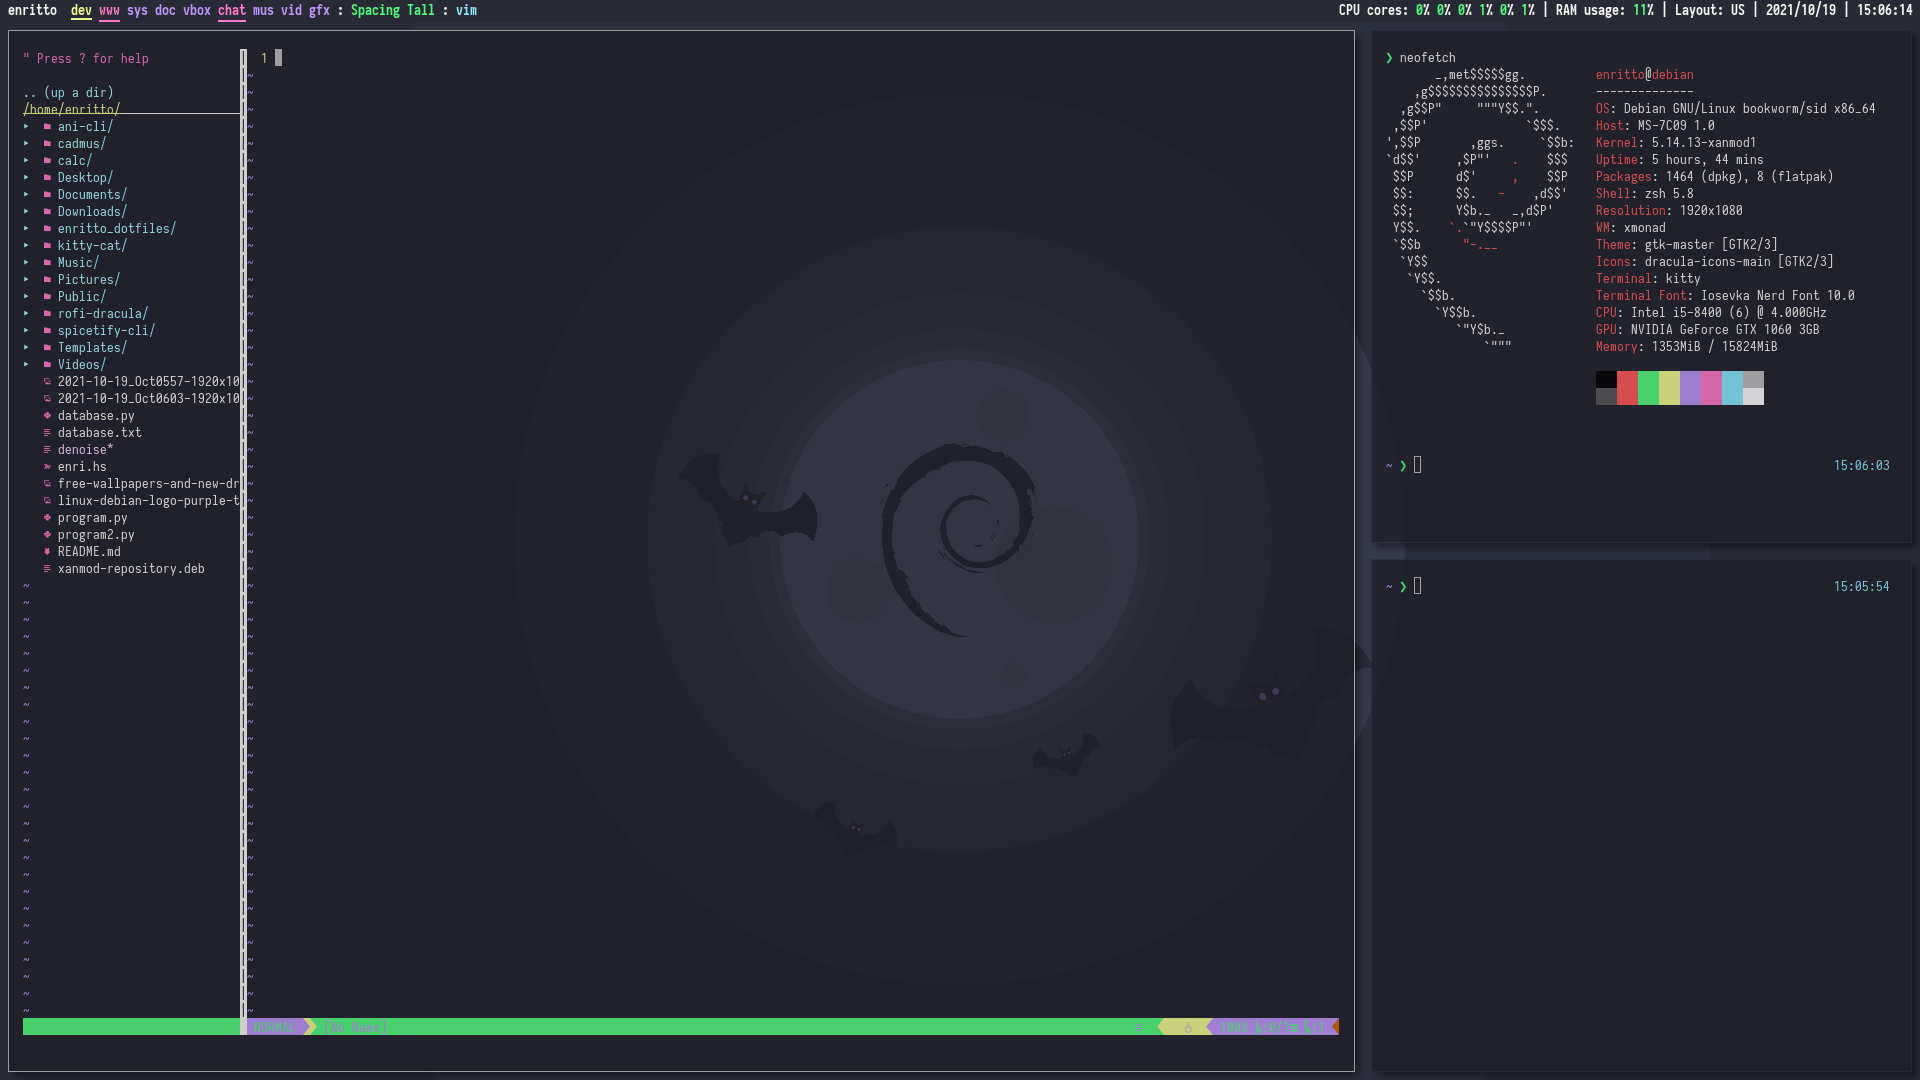 enritto dev www sys doc vbox chat mus vid gfx : Spacing Tall : vim
CPU cores: 0% 0% 0% 1% 0% 1% | RAM usage: 11% | Layout: US | 2021/10/19 | 15:06:14
" Press ? for help
.. (up a dir)
/home/enritto/
▸ ani-cli/
▸ cadmus/
▸ calc/
▸ Desktop/
▸ Documents/
▸ Downloads/
▸ enritto_dotfiles/
▸ kitty-cat/
▸ Music/
▸ Pictures/
▸ Public/
▸ rofi-dracula/
▸ spicetify-cli/
▸ Templates/
▸ Videos/
2021-10-19_Oct0557-1920x10
2021-10-19_Oct0603-1920x10
database.py
database.txt
denoise*
enri.hs
free-wallpapers-and-new-dr
linux-debian-logo-purple-t
program.py
program2.py
README.md
xanmod-repository.deb
1
[No Name]
❯ neofetch
enritto@debian
--------------
OS: Debian GNU/Linux bookworm/sid x86_64
Host: MS-7C09 1.0
Kernel: 5.14.13-xanmod1
Uptime: 5 hours, 44 mins
Packages: 1464 (dpkg), 8 (flatpak)
Shell: zsh 5.8
Resolution: 1920x1080
WM: xmonad
Theme: gtk-master [GTK2/3]
Icons: dracula-icons-main [GTK2/3]
Terminal: kitty
Terminal Font: Iosevka Nerd Font 10.0
CPU: Intel i5-8400 (6) @ 4.000GHz
GPU: NVIDIA GeForce GTX 1060 3GB
Memory: 1353MiB / 15824MiB
~ ❯ 15:06:03
~ ❯ 15:05:54